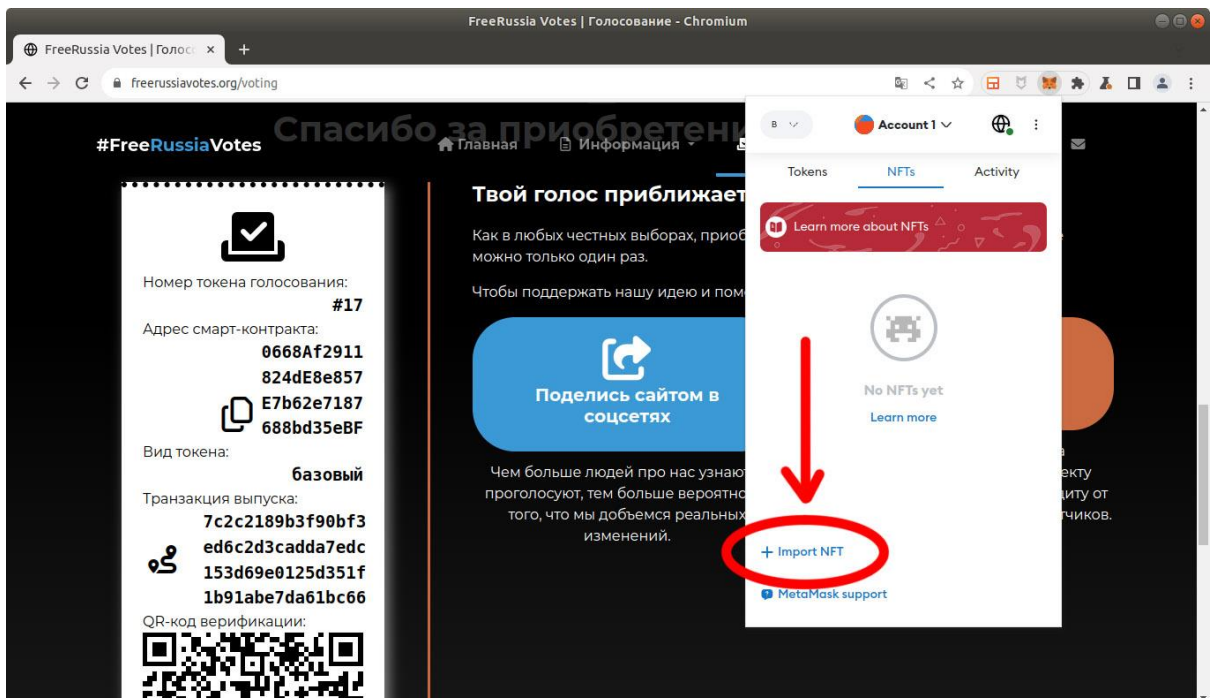 FreeRussia Votes | Голосование - Chromium
FreeRussia Votes | Голосс
freerussiavotes.org/voting
Спасибо за приобретени
#FreeRussiaVotes
Главная
Информация
Номер токена голосования:
#17
Адрес смарт-контракта:
0668Af2911
824dE8e857
E7b62e7187
688bd35eBF
Вид токена:
базовый
Транзакция выпуска:
7c2c2189b3f90bf3
ed6c2d3cadda7edc
153d69e0125d351f
1b91abe7da61bc66
QR-код верификации:
Твой голос приближает
Как в любых честных выборах, приоб
можно только один раз.
Чтобы поддержать нашу идею и пом
Поделись сайтом в
соцсетях
Чем больше людей про нас узнаю
проголосуют, тем больше вероятно
того, что мы добъемся реальных
изменений.
екту
иту от
тчиков.
B
Account 1
Tokens NFTs Activity
Learn more about NFTs
No NFTs yet
Learn more
+ Import NFT
MetaMask support